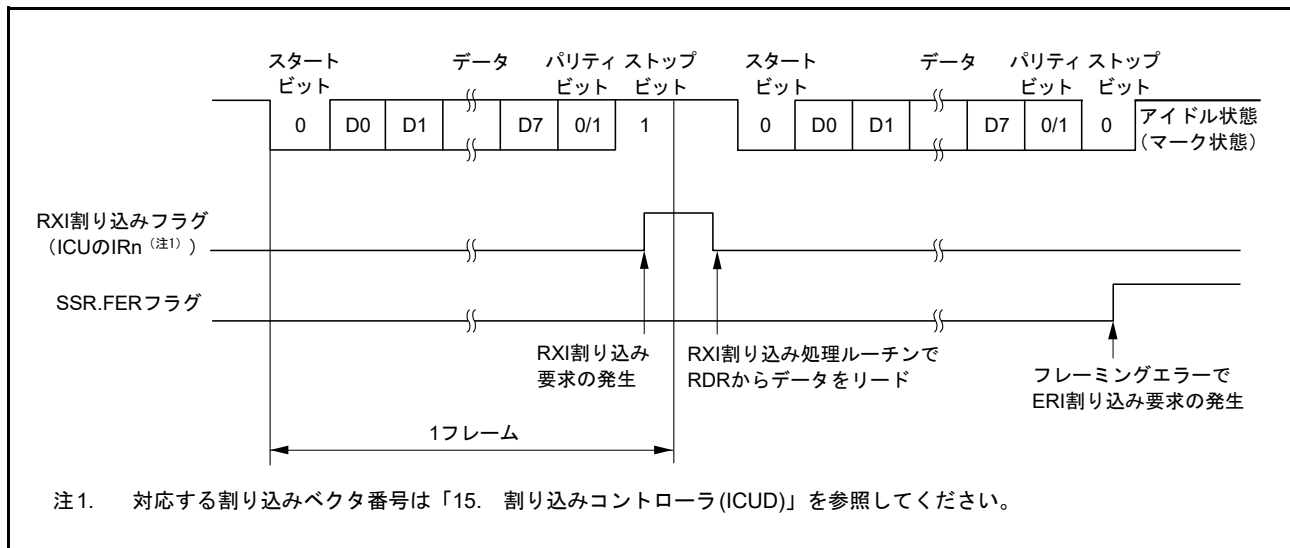 スタート データ パリティ ストップ スタート データ パリティ ストップ
ビット ビット ビット ビット ビット ビット
0 D0 D1 D7 0/1 1 0 D0 D1 D7 0/1 0 アイドル状態
(マーク状態)
RXI割り込みフラグ
(ICUのIRn(注1))
SSR.FERフラグ
RXI割り込み
要求の発生
RXI割り込み処理ルーチンで
RDRからデータをリード
フレーミングエラーで
ERI割り込み要求の発生
1フレーム
注1. 対応する割り込みベクタ番号は「15. 割り込みコントローラ(ICUD)」を参照してください。